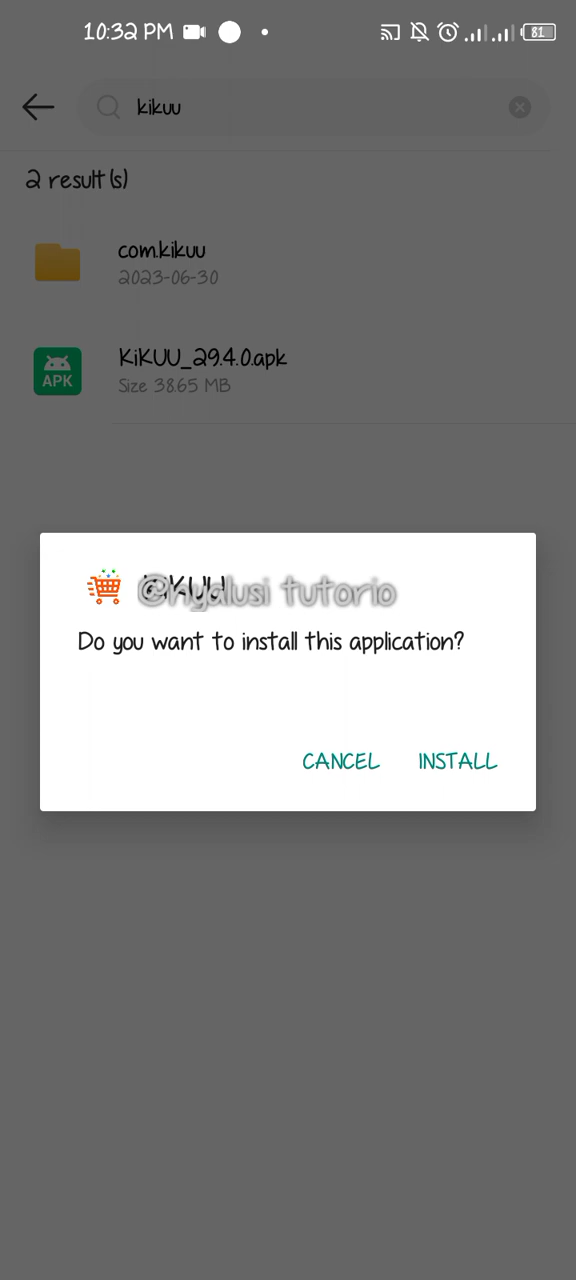 10:32 PM
81
kikuu
2 result(s)
com.kikuu
2023-06-30
KiKUU_29.4.0.apk
APK
Size 38.65 MB
@nyalusi tutorio
Do you want to install this application?
CANCEL INSTALL